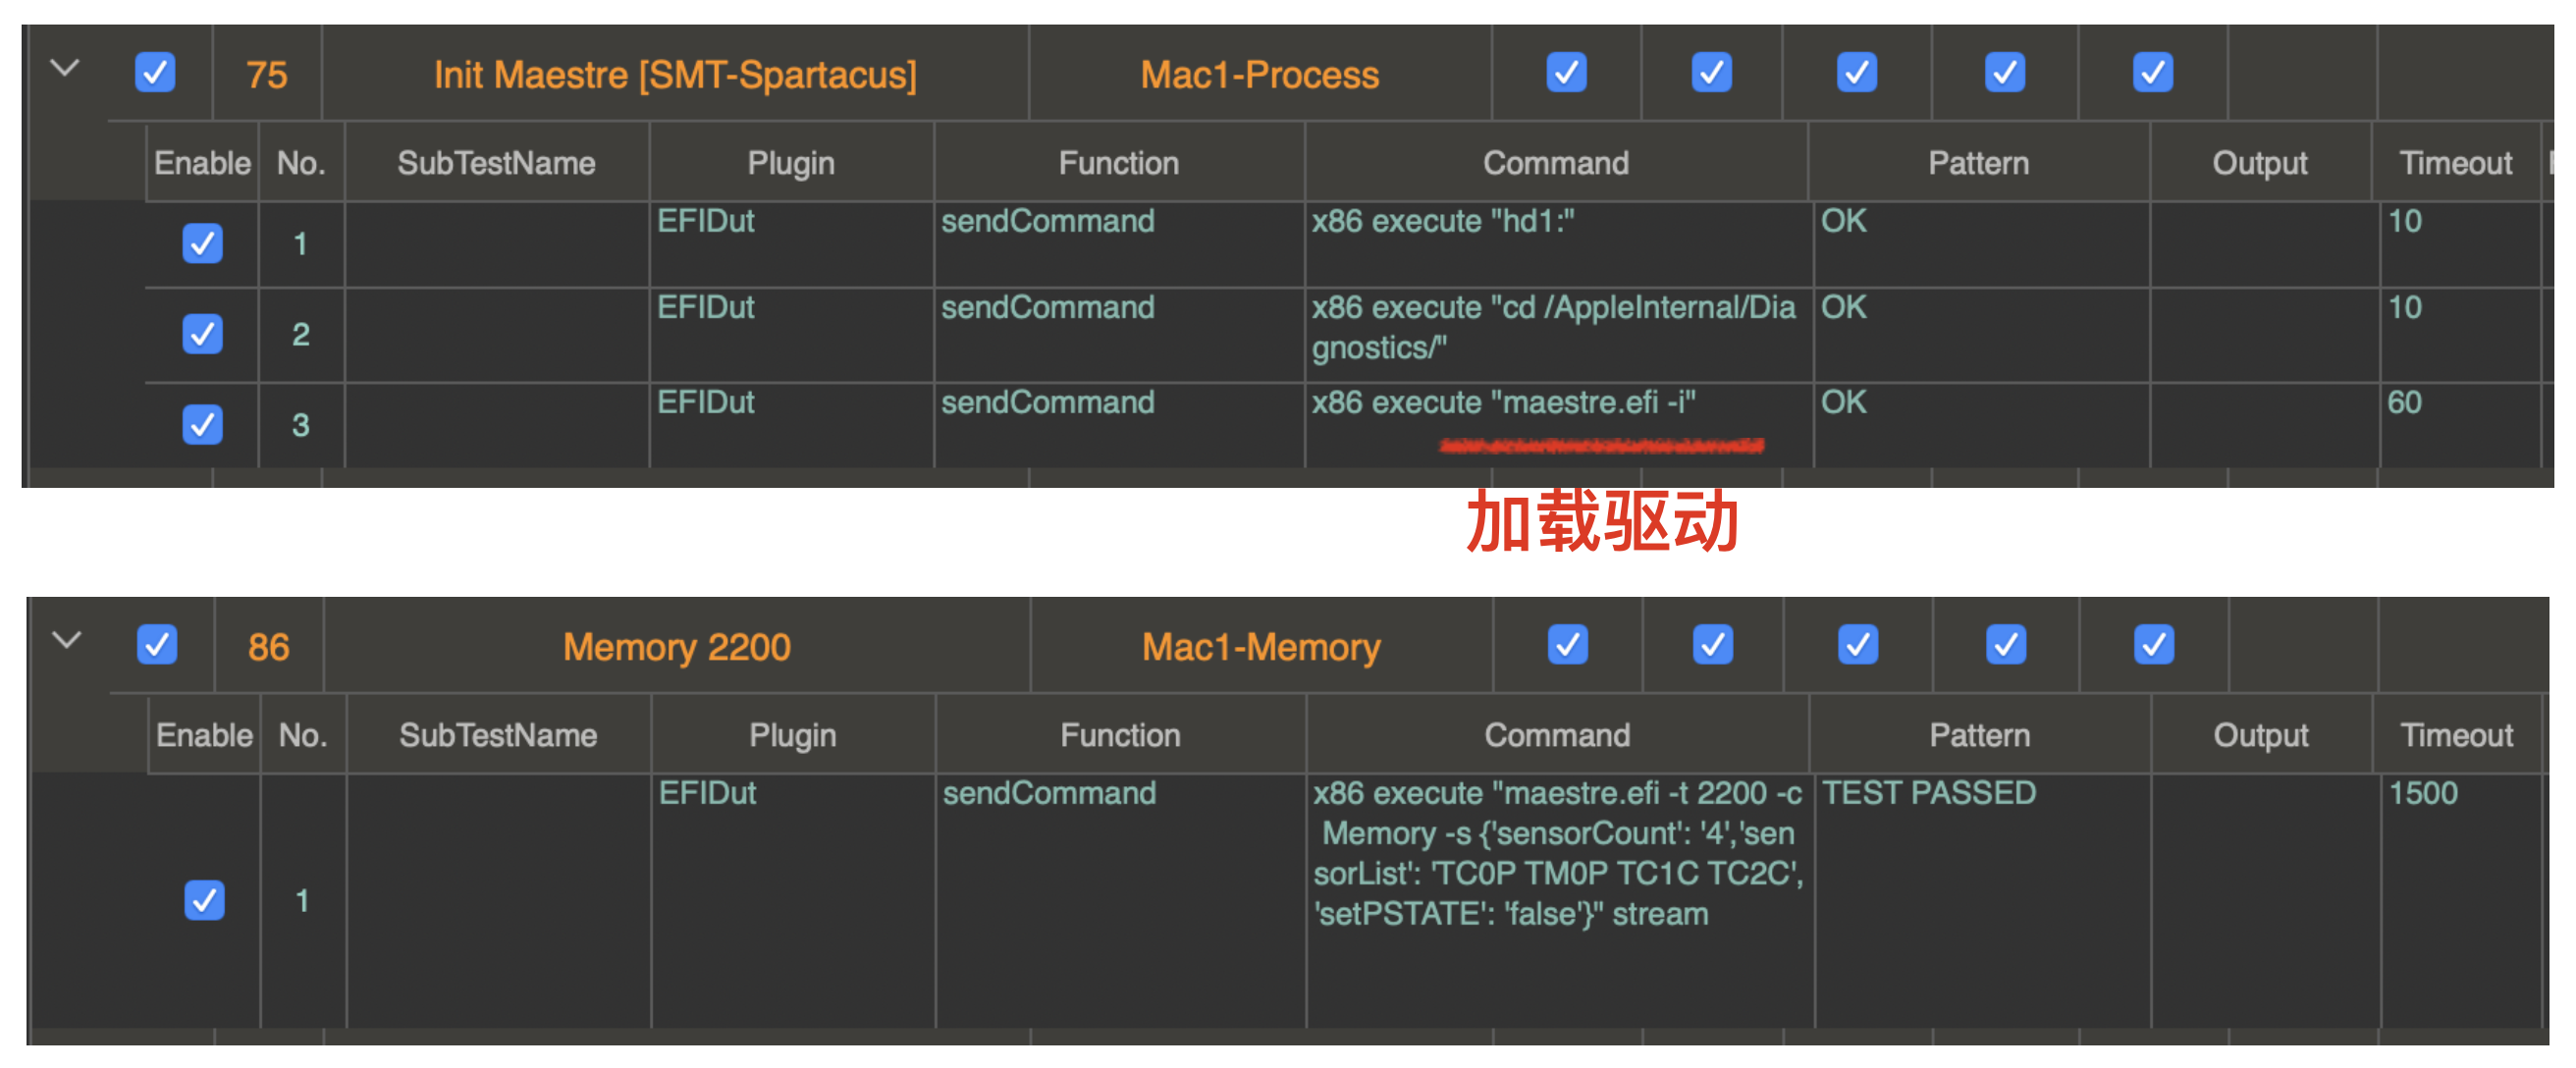 75 Init Maestre [SMT-Spartacus] Mac1-Process
Enable No. SubTestName Plugin Function Command Pattern Output Timeout
1 EFIDut sendCommand x86 execute "hd1:" OK 10
2 EFIDut sendCommand x86 execute "cd /AppleInternal/Dia OK 10
gnostics/"
3 EFIDut sendCommand x86 execute "maestre.efi -i" OK 60
加载驱动
86 Memory 2200 Mac1-Memory
Enable No. SubTestName Plugin Function Command Pattern Output Timeout
1 EFIDut sendCommand x86 execute "maestre.efi -t 2200 -c TEST PASSED 1500
Memory -s {'sensorCount': '4','sen
sorList': 'TC0P TM0P TC1C TC2C',
'setPSTATE': 'false'}" stream